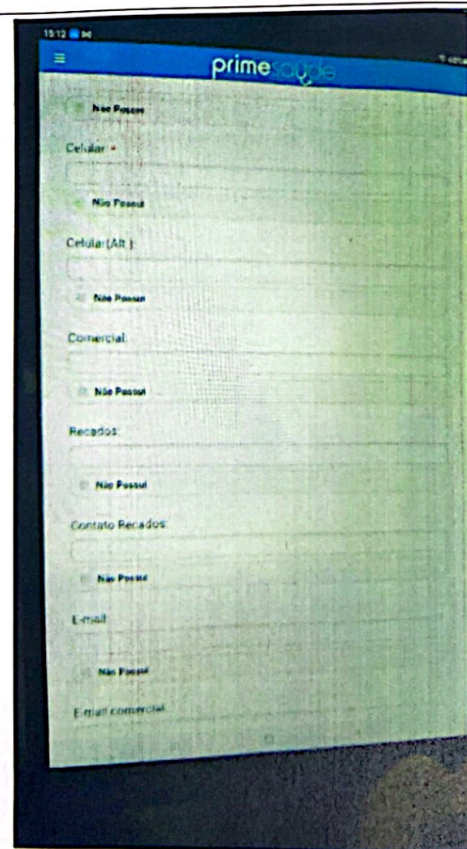 15:12
primesaúde
Não Possui
Celular: *
Não Possui
Celular(Alt.):
Não Possui
Comercial:
Não Possui
Recados:
Não Possui
Contato Recados:
Não Possui
E-mail:
Não Possui
E-mail comercial: